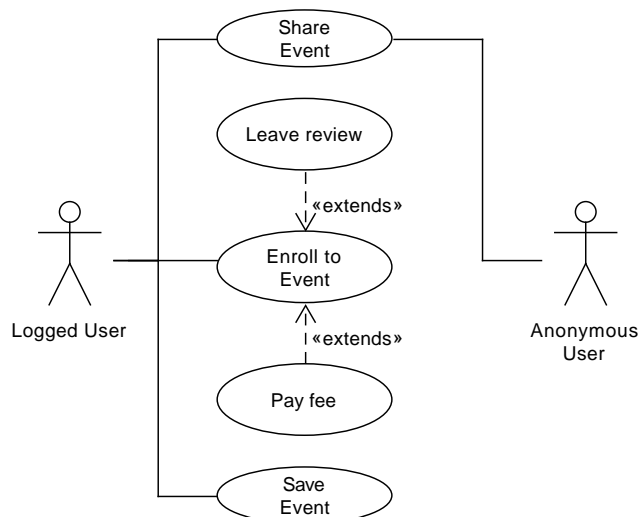 Share
Event
Leave review
«extends»
Enroll to
Event
Logged User
Anonymous
User
«extends»
Pay fee
Save
Event